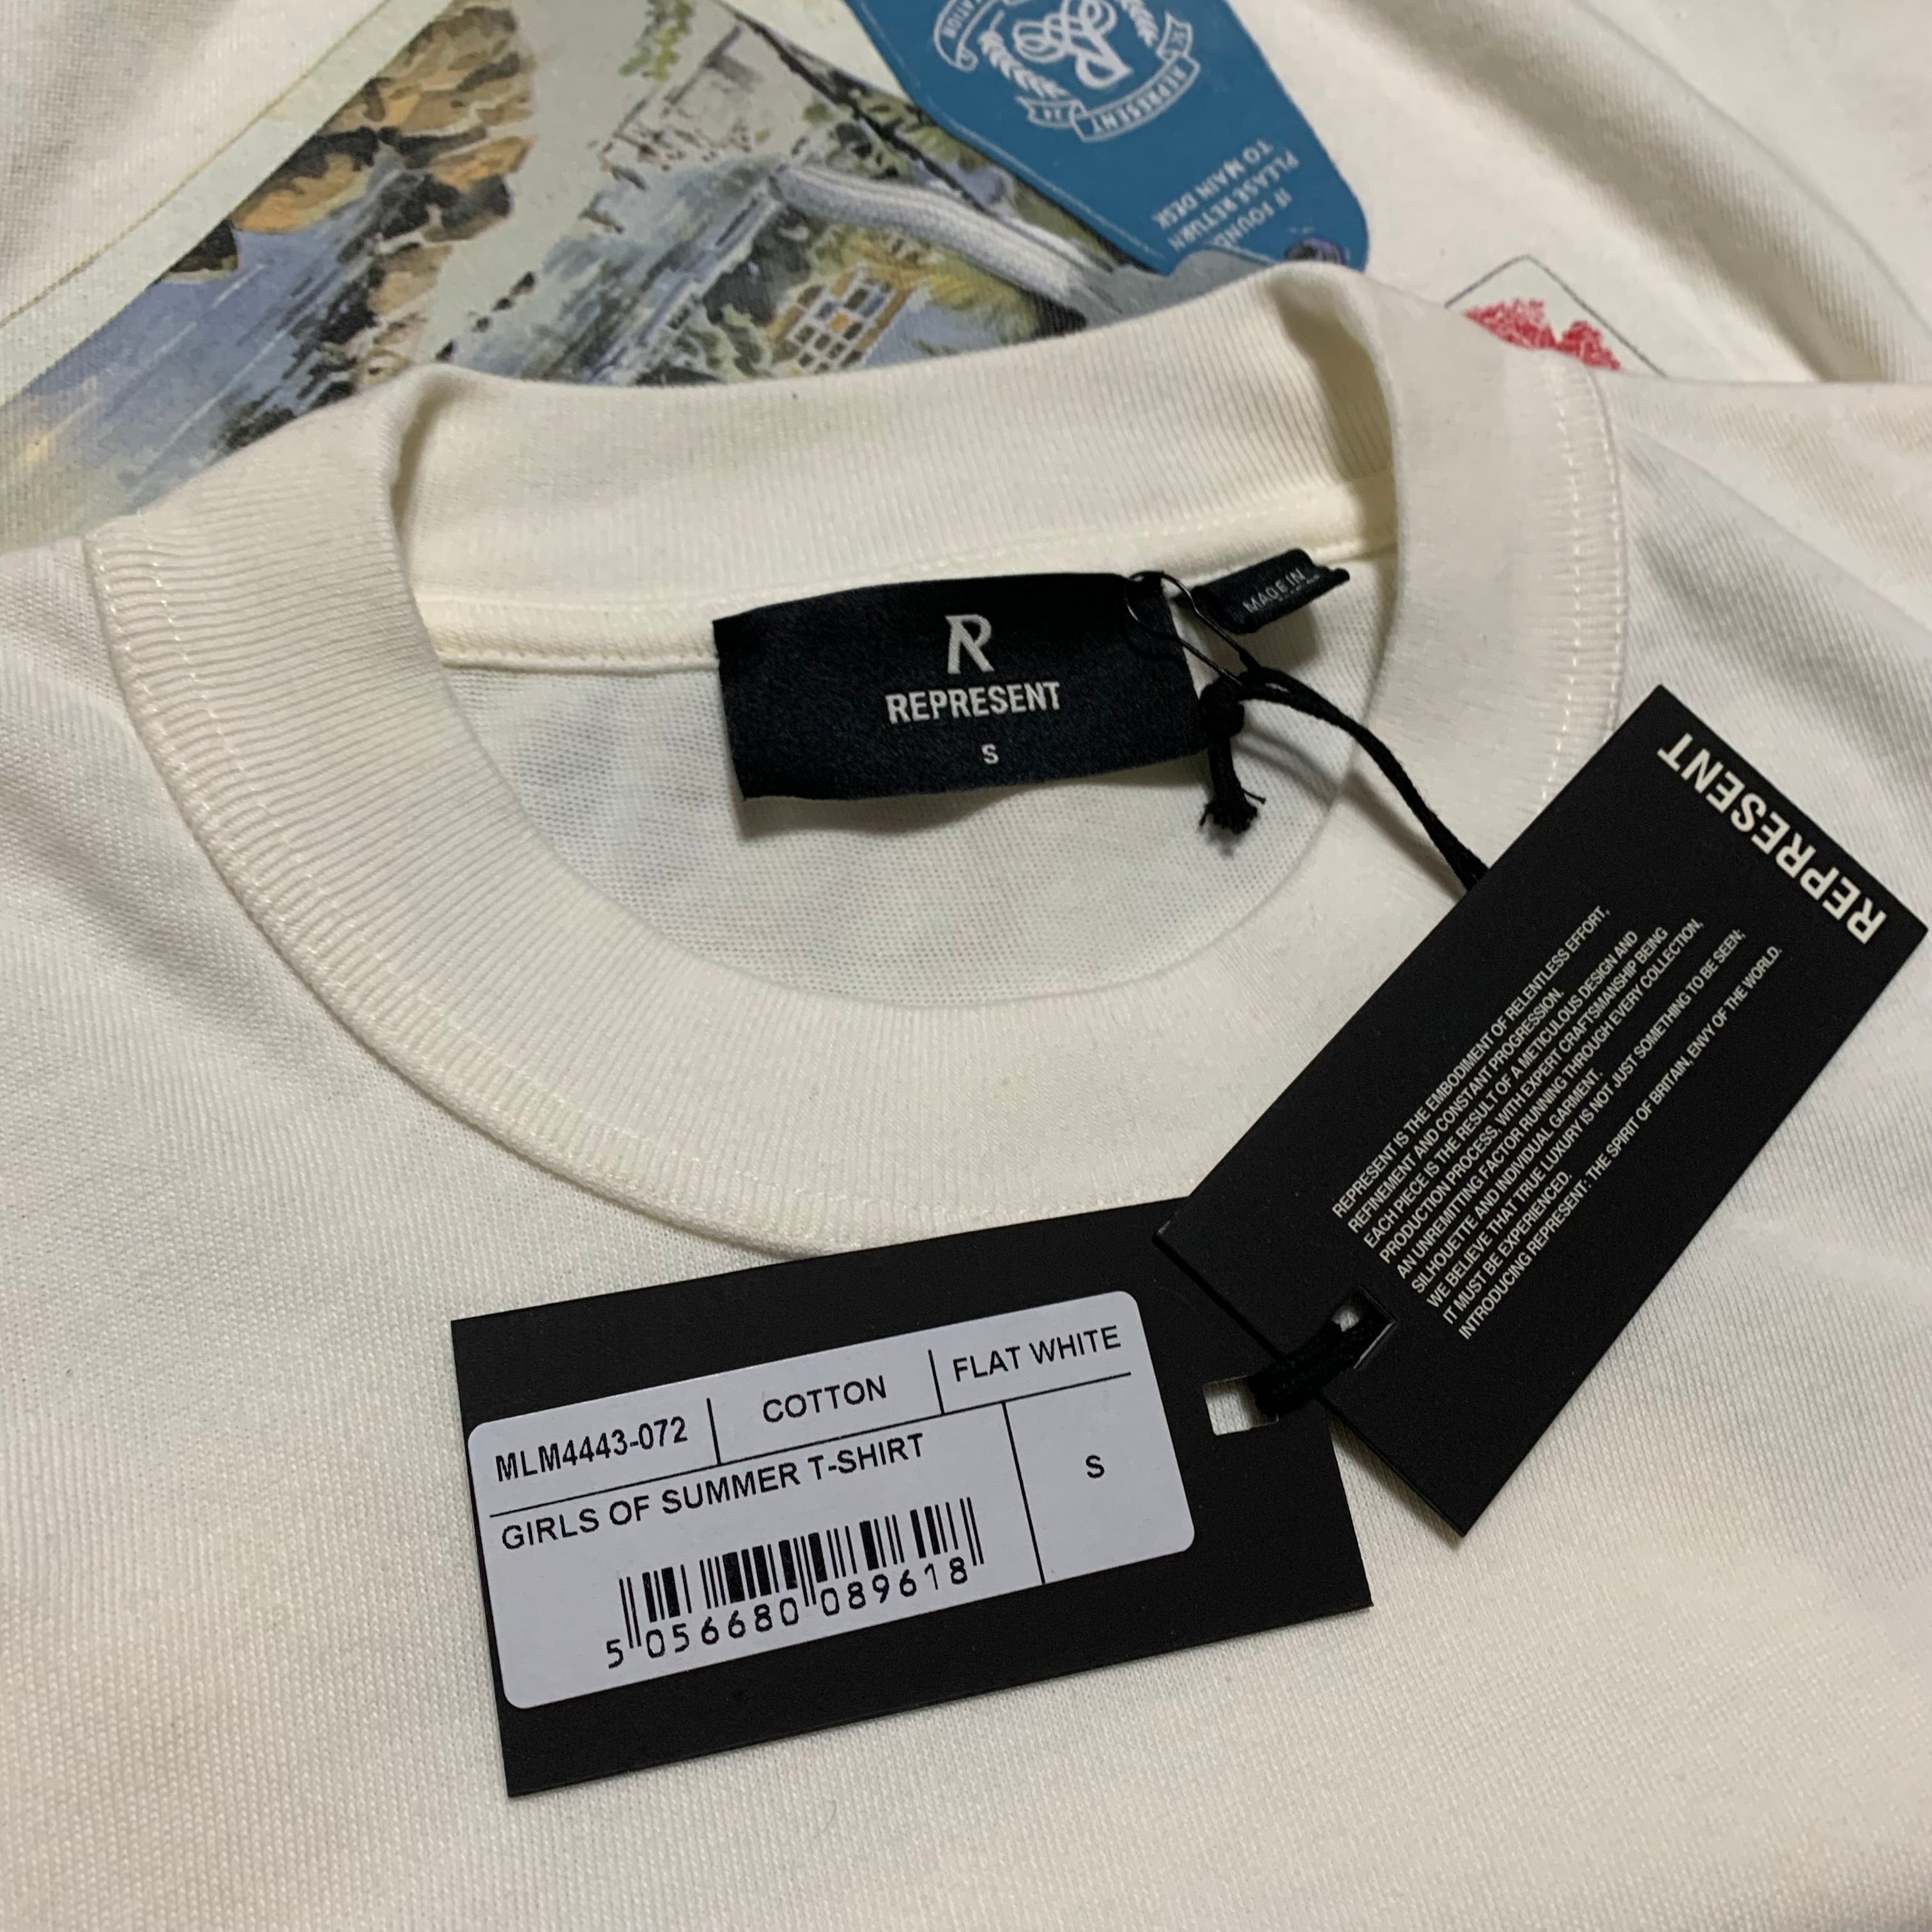 REPRESENT
IF FOUND
PLEASE RETURN
TO MAIN DESK
R
REPRESENT
S
MADE IN
REPRESENT
REPRESENT IS THE EMBODIMENT OF RELENTLESS EFFORT,
REFINEMENT AND CONSTANT PROGRESSION.
EACH PIECE IS THE RESULT OF A METICULOUS DESIGN AND
PRODUCTION PROCESS, WITH EXPERT CRAFTSMANSHIP BEING
AN UNREMITTING FACTOR RUNNING THROUGH EVERY COLLECTION,
SILHOUETTE AND INDIVIDUAL GARMENT.
WE BELIEVE THAT TRUE LUXURY IS NOT JUST SOMETHING TO BE SEEN;
IT MUST BE EXPERIENCED.
INTRODUCING REPRESENT: THE SPIRIT OF BRITAIN, ENVY OF THE WORLD.
MLM4443-072 COTTON FLAT WHITE
GIRLS OF SUMMER T-SHIRT S
5 056680 089618